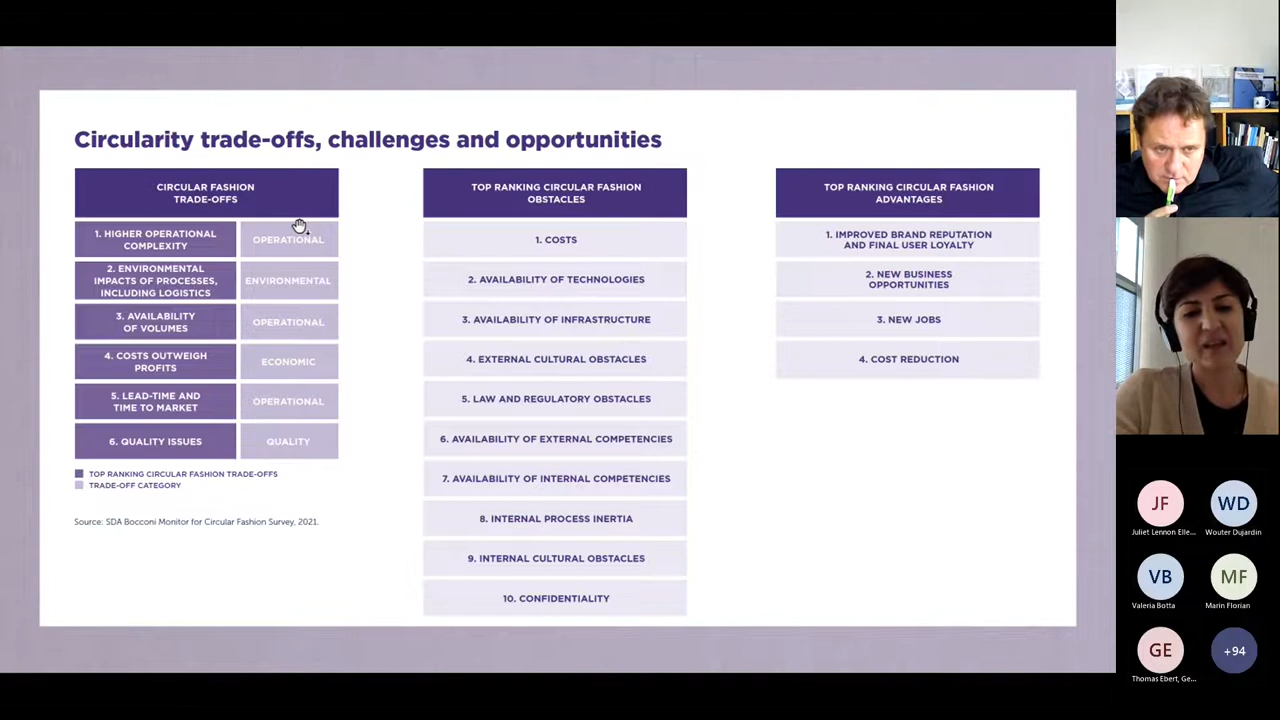 Circularity trade-offs, challenges and opportunities
CIRCULAR FASHION
TRADE-OFFS
1. HIGHER OPERATIONAL
COMPLEXITY
OPERATIONAL
2. ENVIRONMENTAL
IMPACTS OF PROCESSES,
INCLUDING LOGISTICS
ENVIRONMENTAL
3. AVAILABILITY
OF VOLUMES
OPERATIONAL
4. COSTS OUTWEIGH
PROFITS
ECONOMIC
5. LEAD-TIME AND
TIME TO MARKET
OPERATIONAL
6. QUALITY ISSUES
QUALITY
TOP RANKING CIRCULAR FASHION TRADE-OFFS
TRADE-OFF CATEGORY
Source: SDA Bocconi Monitor for Circular Fashion Survey, 2021.
TOP RANKING CIRCULAR FASHION
OBSTACLES
1. COSTS
2. AVAILABILITY OF TECHNOLOGIES
3. AVAILABILITY OF INFRASTRUCTURE
4. EXTERNAL CULTURAL OBSTACLES
5. LAW AND REGULATORY OBSTACLES
6. AVAILABILITY OF EXTERNAL COMPETENCIES
7. AVAILABILITY OF INTERNAL COMPETENCIES
8. INTERNAL PROCESS INERTIA
9. INTERNAL CULTURAL OBSTACLES
10. CONFIDENTIALITY
TOP RANKING CIRCULAR FASHION
ADVANTAGES
1. IMPROVED BRAND REPUTATION
AND FINAL USER LOYALTY
2. NEW BUSINESS
OPPORTUNITIES
3. NEW JOBS
4. COST REDUCTION
JF
Juliet Lennon Elle...
WD
Wouter Dujardin
VB
Valeria Botta
MF
Marin Florian
GE
Thomas Ebert, Ge...
+94